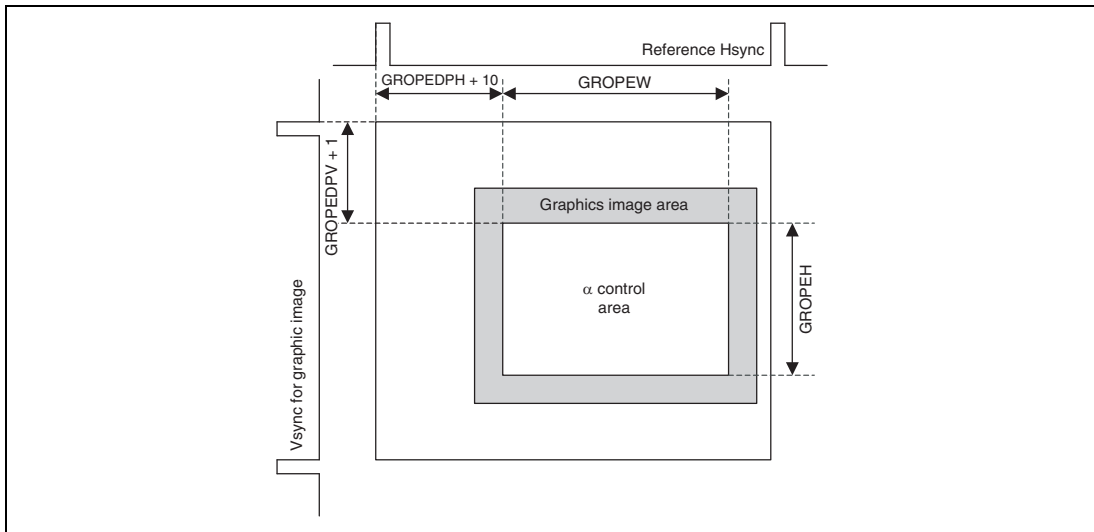 Reference Hsync
GROPEDPH + 10
GROPEW
GROPEDPV + 1
Graphics image area
α control
area
GROPEH
Vsync for graphic image